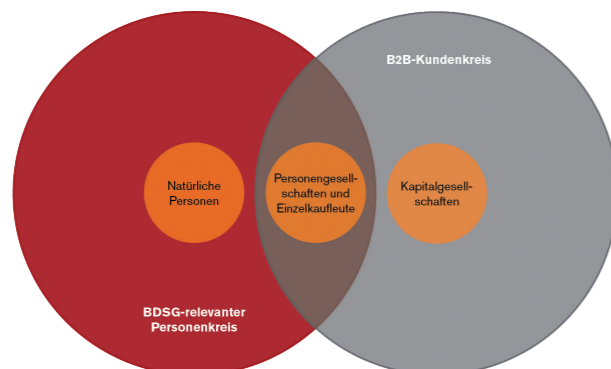 B2B-Kundenkreis
Natürliche
Personen
Personengesell-
schaften und
Einzelkaufleute
Kapitalgesell-
schaften
BDSG-relevanter
Personenkreis